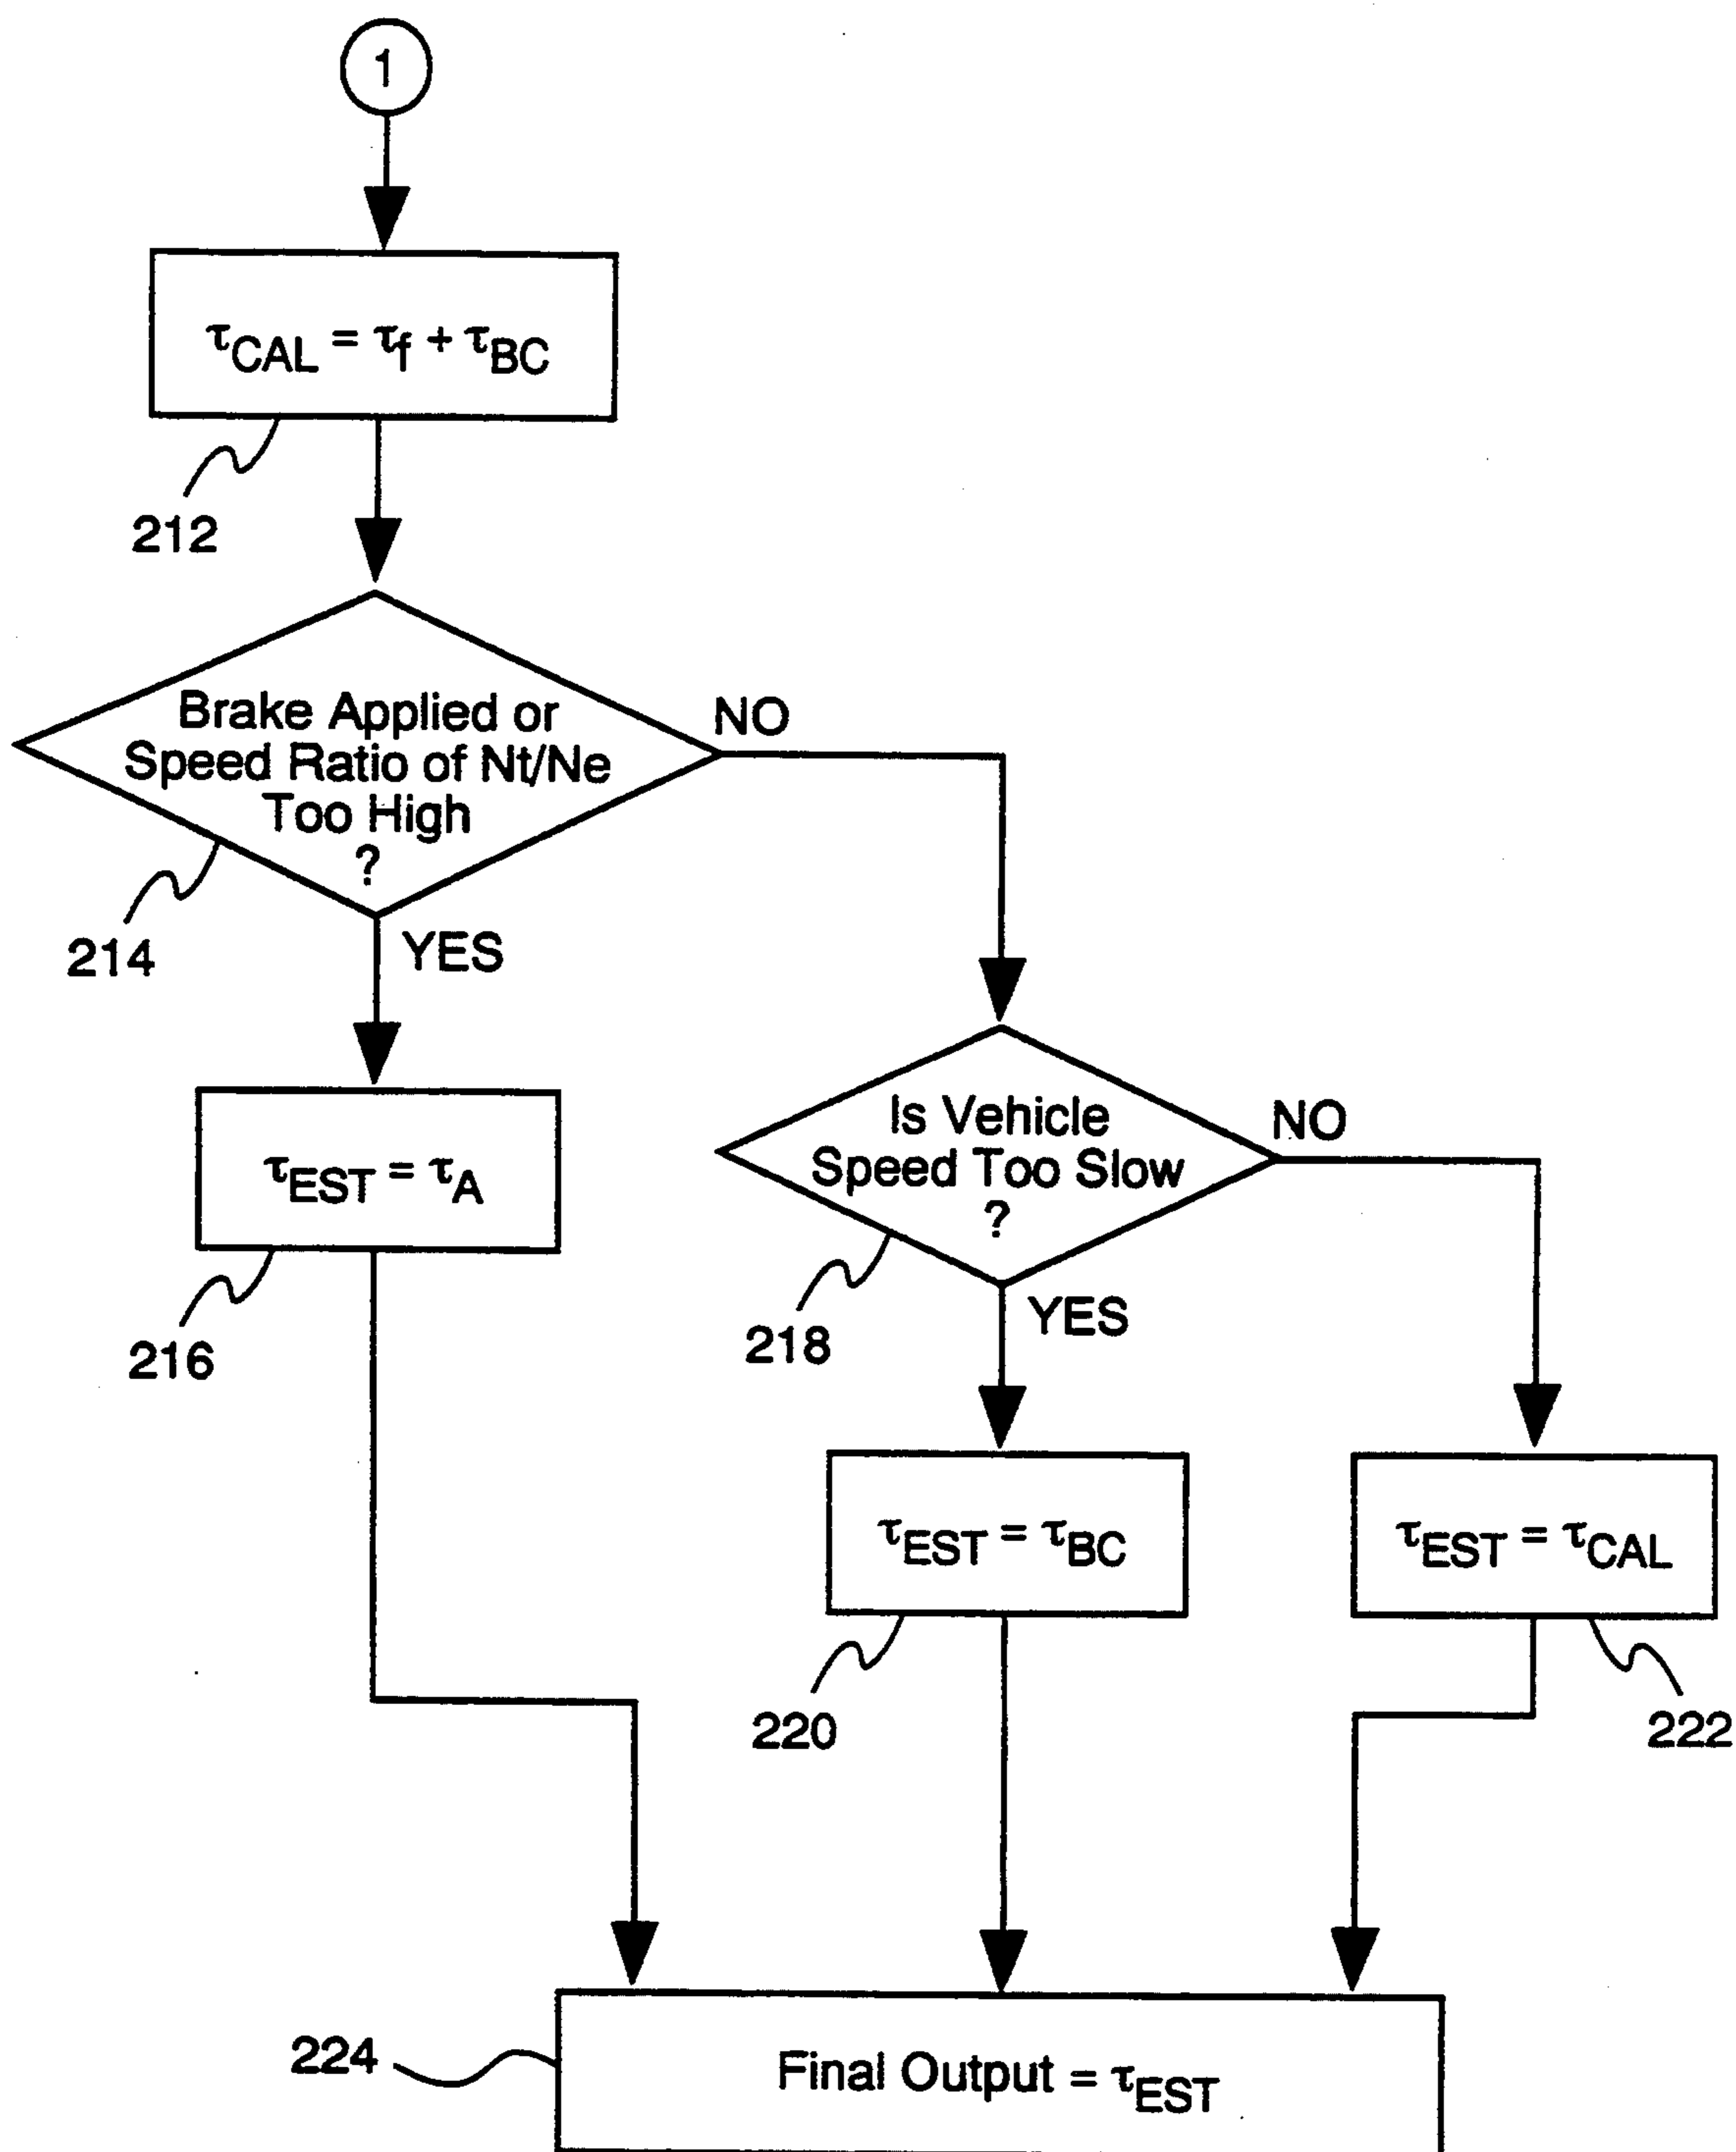 1
τCAL = τf + τBC
212
Brake Applied or
Speed Ratio of Nt/Ne
Too High
?
NO
214
YES
τEST = τA
216
Is Vehicle
Speed Too Slow
?
NO
218
YES
τEST = τBC
220
τEST = τCAL
222
224
Final Output = τEST